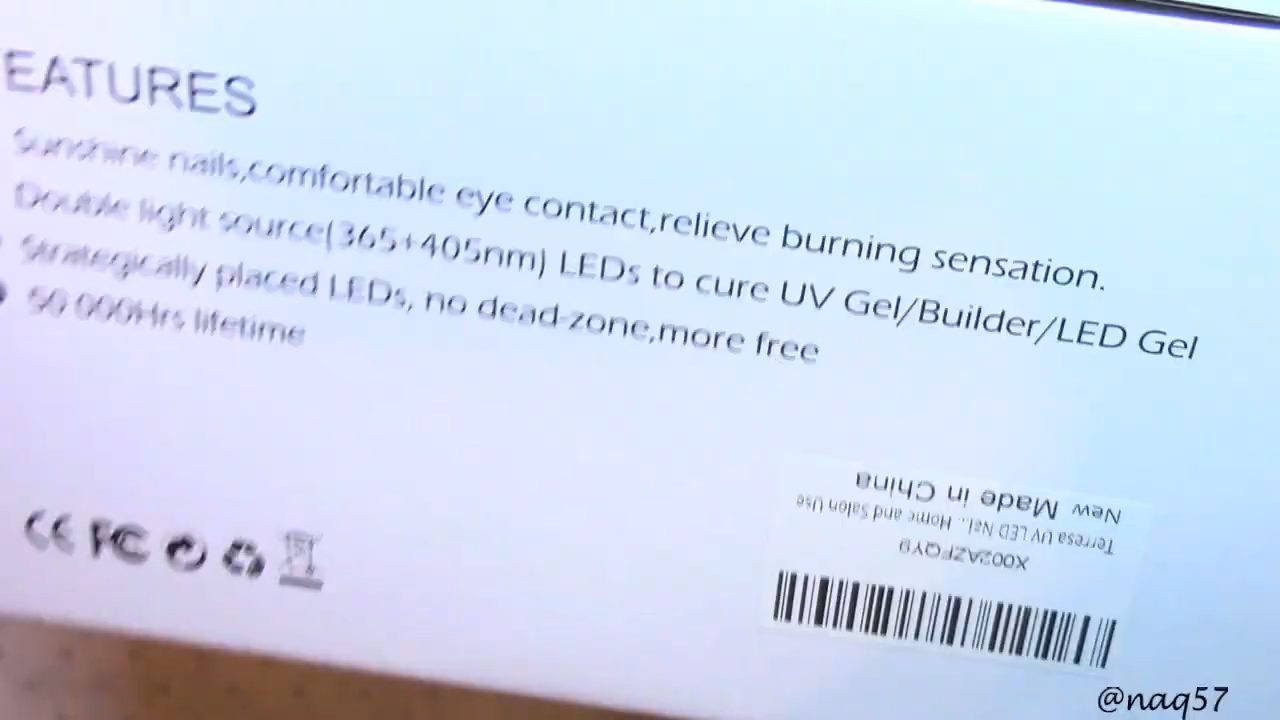 EATURES
Sunshine nails,comfortable eye contact,relieve burning sensation.
Double light source(365+405nm) LEDs to cure UV Gel/Builder/LED Gel
Strategically placed LEDs, no dead-zone,more free
50 000Hrs lifetime
CE FC
X002AZFQY9
Terresa UV LED Nai... Home and Salon Use
New Made in China
@naq57